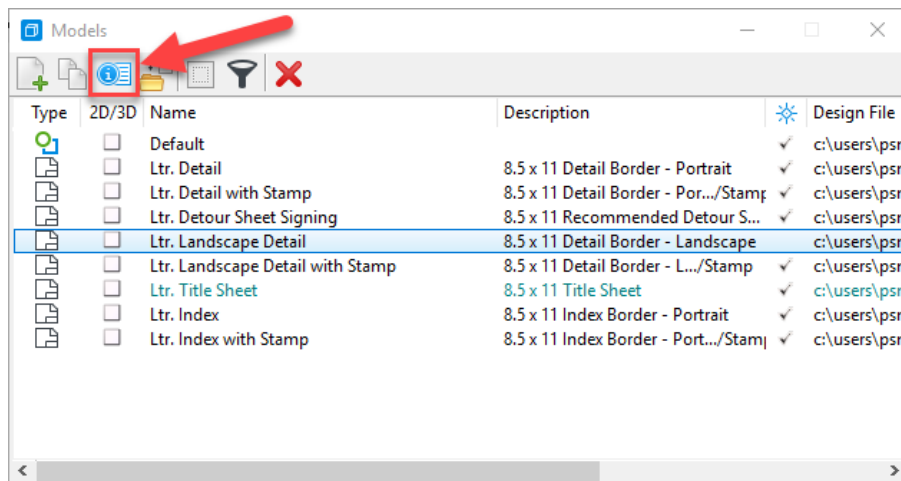 Models
Type 2D/3D Name Description Design File
Default c:\users\psr
Ltr. Detail 8.5 x 11 Detail Border - Portrait c:\users\psr
Ltr. Detail with Stamp 8.5 x 11 Detail Border - Por.../Stamp c:\users\psr
Ltr. Detour Sheet Signing 8.5 x 11 Recommended Detour S... c:\users\psr
Ltr. Landscape Detail 8.5 x 11 Detail Border - Landscape c:\users\psr
Ltr. Landscape Detail with Stamp 8.5 x 11 Detail Border - L.../Stamp c:\users\psr
Ltr. Title Sheet 8.5 x 11 Title Sheet c:\users\psr
Ltr. Index 8.5 x 11 Index Border - Portrait c:\users\psr
Ltr. Index with Stamp 8.5 x 11 Index Border - Port.../Stam c:\users\psr